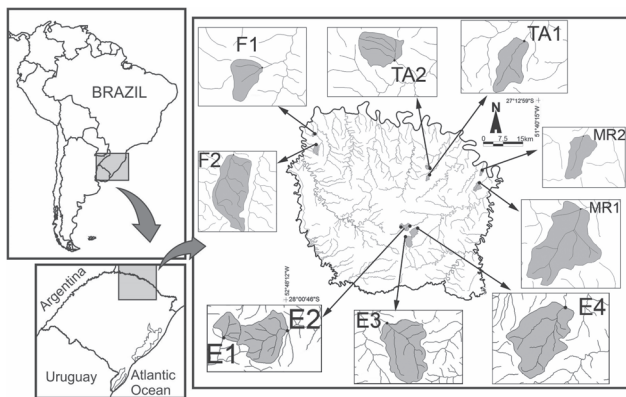 BRAZIL
Argentina
Uruguay
Atlantic
Ocean
F1
TA2
TA1
27°12'59"S
51°40'15"W
N
0 7.5 15km
F2
MR2
MR1
52°48'12"W
28°00'46"S
E1
E2
E3
E4